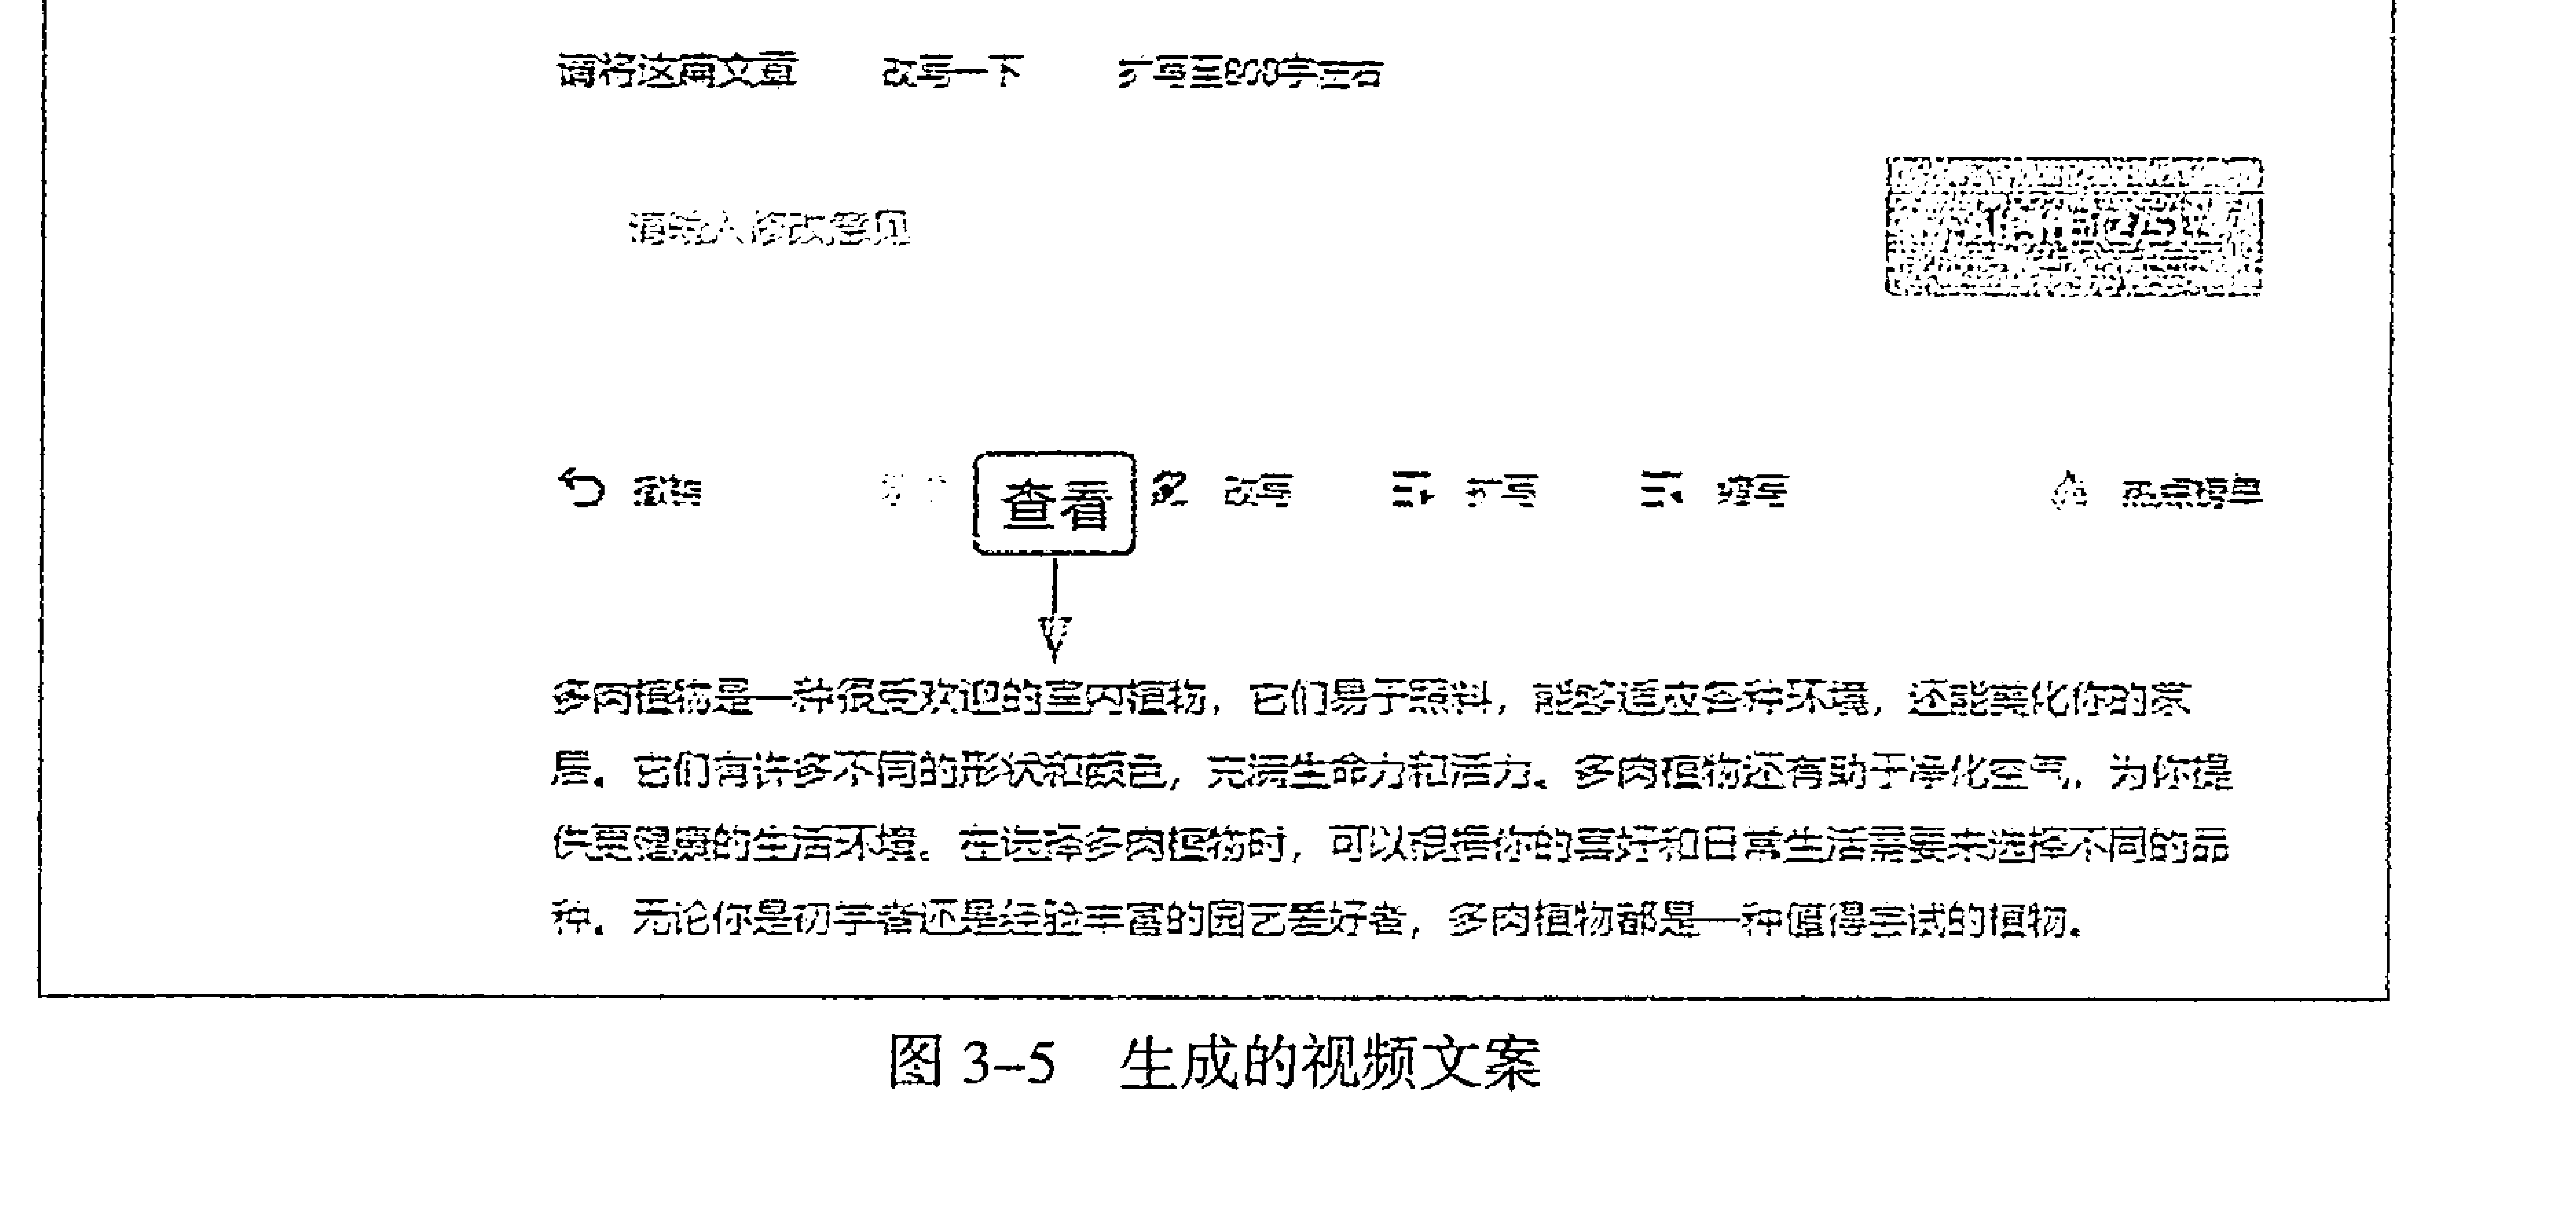 请将这篇文章 改写一下 扩写至800字左右
请输入修改意见
撤销 查看 改写 扩写 缩写 热点榜单
多肉植物是一种很受欢迎的室内植物，它们易于照料，能够适应各种环境，还能美化你的家
居。它们有许多不同的形状和颜色，充满生命力和活力。多肉植物还有助于净化空气，为你提
供更健康的生活环境。在选择多肉植物时，可以根据你的喜好和日常生活需要来选择不同的品
种。无论你是初学者还是经验丰富的园艺爱好者，多肉植物都是一种值得尝试的植物。
图 3-5 生成的视频文案